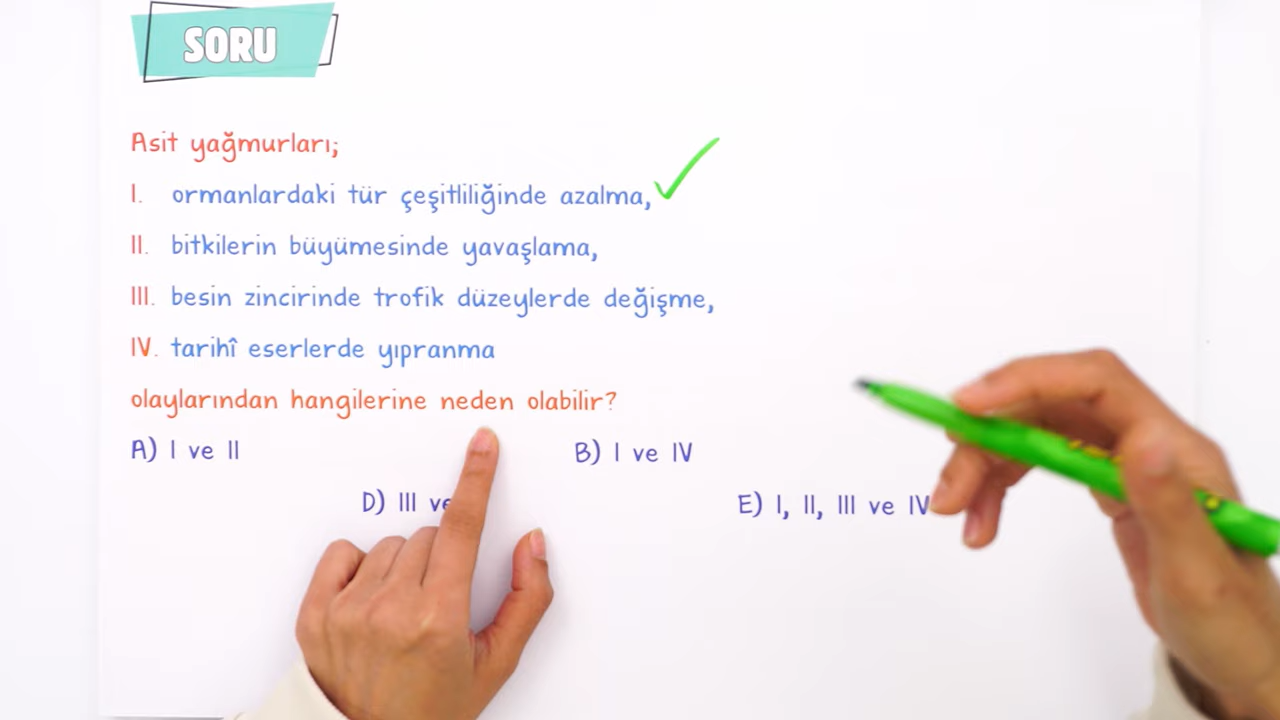 SORU
Asit yağmurları;
I. ormanlardaki tür çeşitliliğinde azalma,
II. bitkilerin büyümesinde yavaşlama,
III. besin zincirinde trofik düzeylerde değişme,
IV. tarihî eserlerde yıpranma
olaylarından hangilerine neden olabilir?
A) I ve II B) I ve IV
D) III ve E) I, II, III ve IV